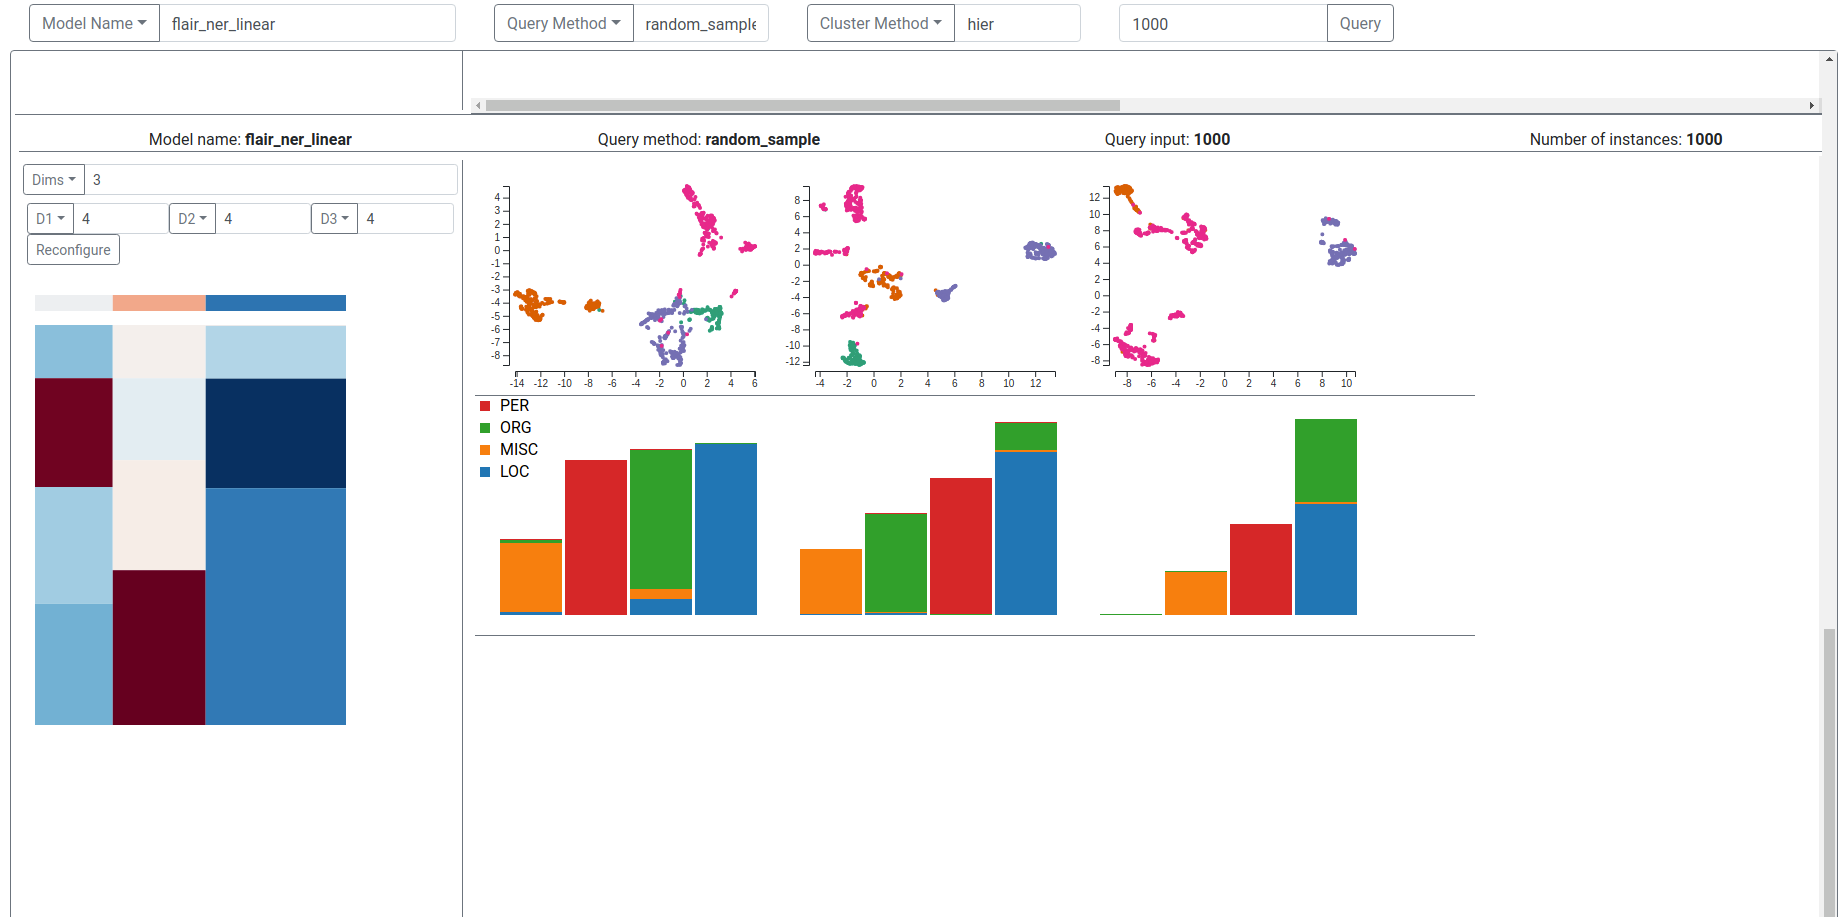 Model Name flair_ner_linear Query Method random_sample Cluster Method hier 1000 Query
Model name: flair_ner_linear Query method: random_sample Query input: 1000 Number of instances: 1000
Dims 3
D1 4 D2 4 D3 4
Reconfigure
4
3
2
1
0
-1
-2
-3
-4
-5
-6
-7
-8
-14 -12 -10 -8 -6 -4 -2 0 2 4 6
8
6
4
2
0
-2
-4
-6
-8
-10
-12
-4 -2 0 2 4 6 8 10 12
12
10
8
6
4
2
0
-2
-4
-6
-8
-8 -6 -4 -2 0 2 4 6 8 10
PER
ORG
MISC
LOC